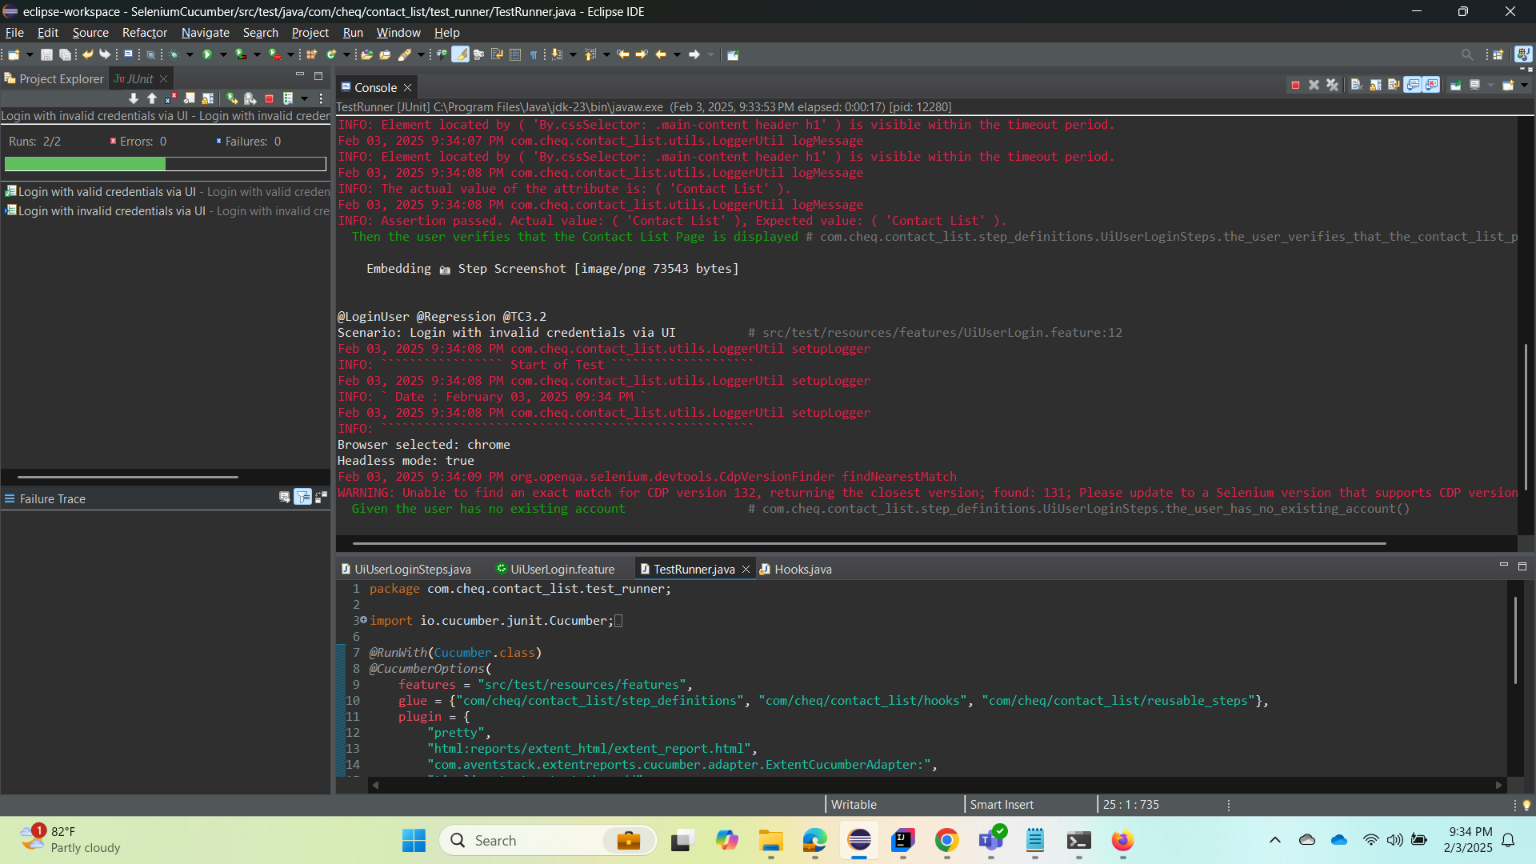 eclipse-workspace - SeleniumCucumber/src/test/java/com/cheq/contact_list/test_runner/TestRunner.java - Eclipse IDE
File Edit Source Refactor Navigate Search Project Run Window Help
Project Explorer JUnit
Login with invalid credentials via UI - Login with invalid creder
Runs: 2/2 Errors: 0 Failures: 0
Login with valid credentials via UI - Login with valid creden
Login with invalid credentials via UI - Login with invalid cre
Failure Trace
Console
TestRunner [JUnit] C:\Program Files\Java\jdk-23\bin\javaw.exe (Feb 3, 2025, 9:33:53 PM elapsed: 0:00:17) [pid: 12280]
INFO: Element located by ( 'By.cssSelector: .main-content header h1' ) is visible within the timeout period.
Feb 03, 2025 9:34:07 PM com.cheq.contact_list.utils.LoggerUtil logMessage
INFO: Element located by ( 'By.cssSelector: .main-content header h1' ) is visible within the timeout period.
Feb 03, 2025 9:34:08 PM com.cheq.contact_list.utils.LoggerUtil logMessage
INFO: The actual value of the attribute is: ( 'Contact List' ).
Feb 03, 2025 9:34:08 PM com.cheq.contact_list.utils.LoggerUtil logMessage
INFO: Assertion passed. Actual value: ( 'Contact List' ), Expected value: ( 'Contact List' ).
Then the user verifies that the Contact List Page is displayed # com.cheq.contact_list.step_definitions.UiUserLoginSteps.the_user_verifies_that_the_contact_list_p
Embedding Step Screenshot [image/png 73543 bytes]
@LoginUser @Regression @TC3.2
Scenario: Login with invalid credentials via UI # src/test/resources/features/UiUserLogin.feature:12
Feb 03, 2025 9:34:08 PM com.cheq.contact_list.utils.LoggerUtil setupLogger
INFO: ````````````````` Start of Test ````````````````````
Feb 03, 2025 9:34:08 PM com.cheq.contact_list.utils.LoggerUtil setupLogger
INFO: ` Date : February 03, 2025 09:34 PM `
Feb 03, 2025 9:34:08 PM com.cheq.contact_list.utils.LoggerUtil setupLogger
INFO: ````````````````````````````````````````````````````
Browser selected: chrome
Headless mode: true
Feb 03, 2025 9:34:09 PM org.openqa.selenium.devtools.CdpVersionFinder findNearestMatch
WARNING: Unable to find an exact match for CDP version 132, returning the closest version; found: 131; Please update to a Selenium version that supports CDP version
Given the user has no existing account # com.cheq.contact_list.step_definitions.UiUserLoginSteps.the_user_has_no_existing_account()
UiUserLoginSteps.java UiUserLogin.feature TestRunner.java Hooks.java
1 package com.cheq.contact_list.test_runner;
2
3 import io.cucumber.junit.Cucumber;
6
7 @RunWith(Cucumber.class)
8 @CucumberOptions(
9 features = "src/test/resources/features",
10 glue = {"com/cheq/contact_list/step_definitions", "com/cheq/contact_list/hooks", "com/cheq/contact_list/reusable_steps"},
11 plugin = {
12 "pretty",
13 "html:reports/extent_html/extent_report.html",
14 "com.aventstack.extentreports.cucumber.adapter.ExtentCucumberAdapter:",
Writable Smart Insert 25 : 1 : 735
1 82°F
Partly cloudy
Search
9:34 PM
2/3/2025